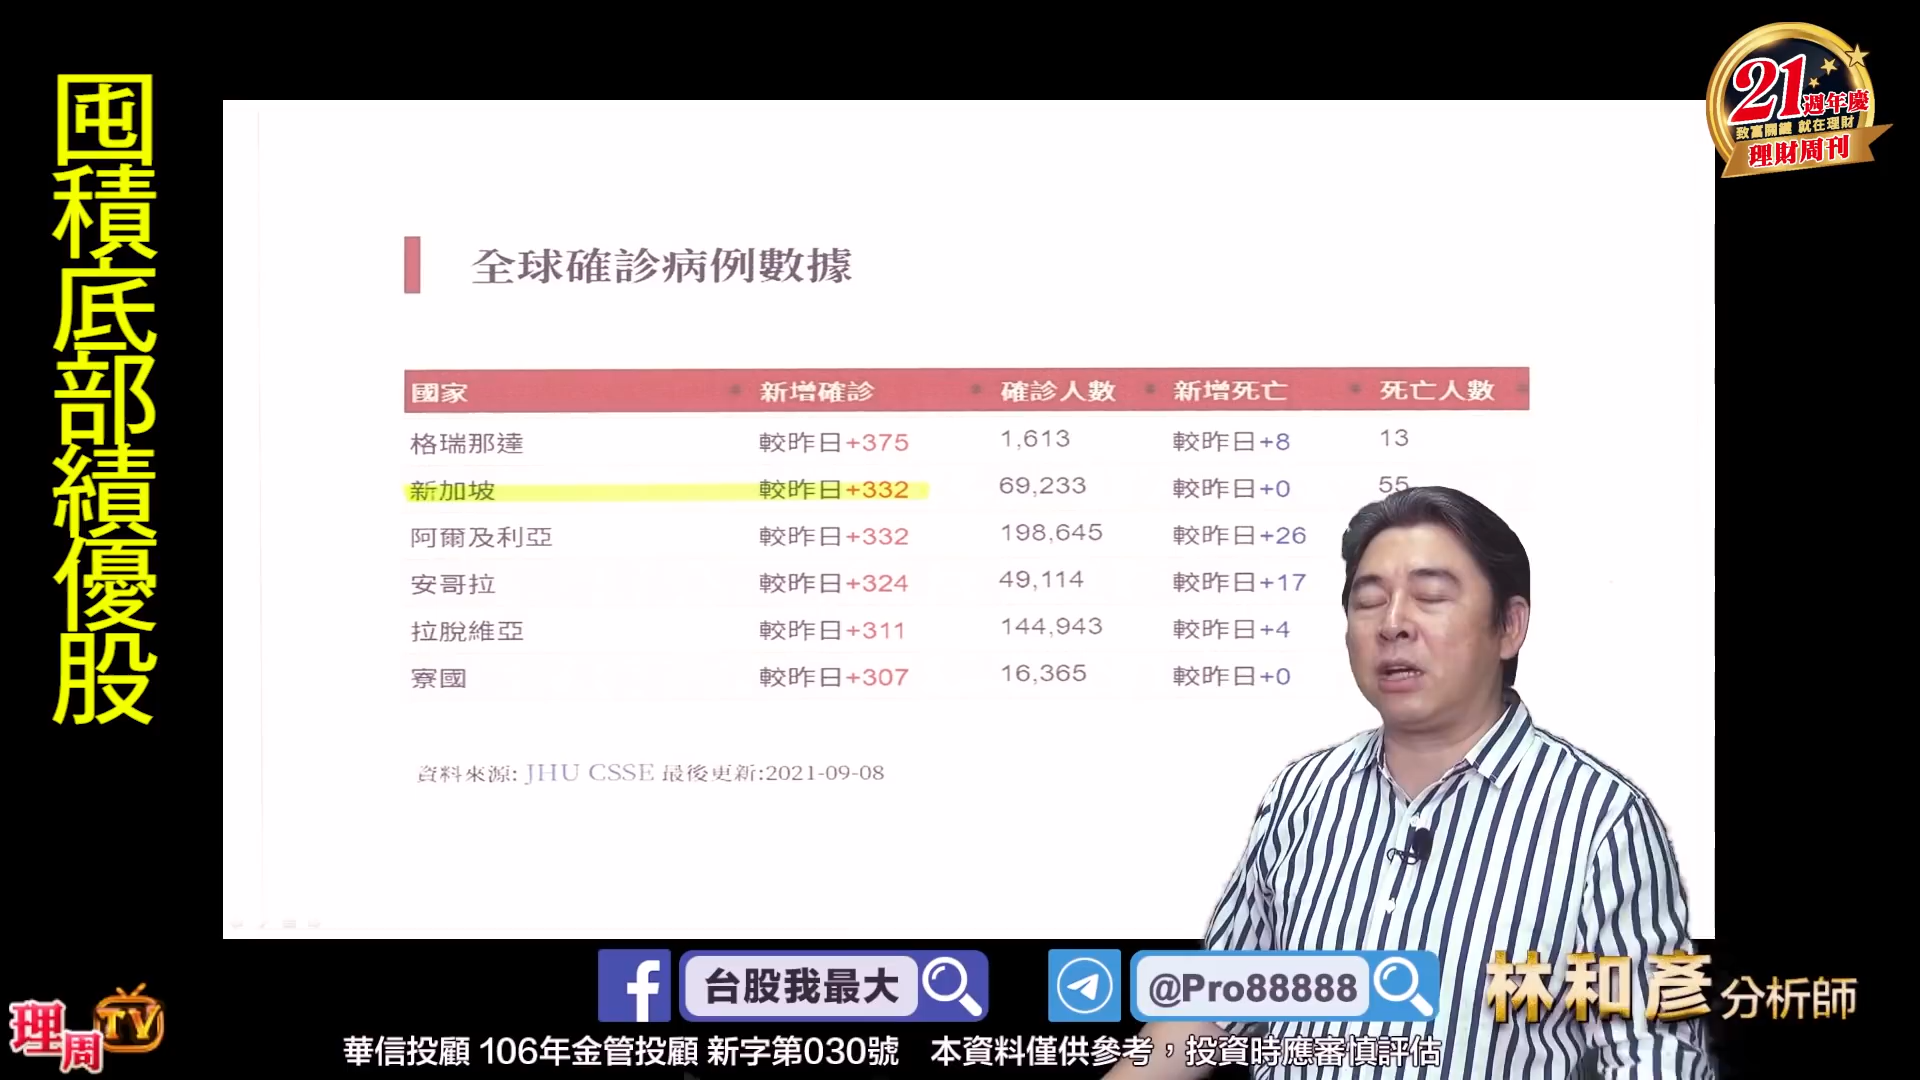 囤積底部績優股
21週年慶
致富關鍵 就在理財
理財周刊
全球確診病例數據
國家 新增確診 確診人數 新增死亡 死亡人數
格瑞那達 較昨日+375 1,613 較昨日+8 13
新加坡 較昨日+332 69,233 較昨日+0 55
阿爾及利亞 較昨日+332 198,645 較昨日+26
安哥拉 較昨日+324 49,114 較昨日+17
拉脫維亞 較昨日+311 144,943 較昨日+4
寮國 較昨日+307 16,365 較昨日+0
資料來源: JHU CSSE 最後更新:2021-09-08
台股我最大
@Pro88888
林和彥 分析師
理周TV
華信投顧 106年金管投顧 新字第030號 本資料僅供參考，投資時應審慎評估